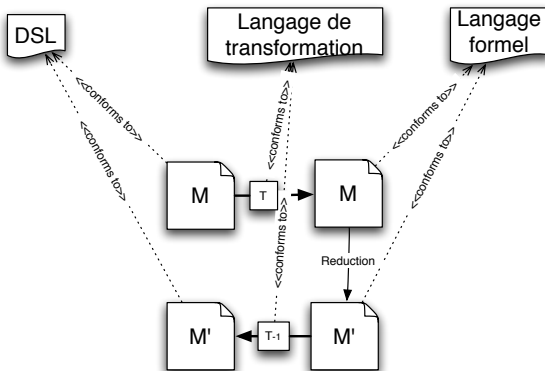 DSL
Langage de
transformation
Langage
formel
<<conforms to>>
<<conforms to>>
<<conforms to>>
<<conforms to>>
<<conforms to>>
<<conforms to>>
M
T
M
Reduction
M'
T-1
M'